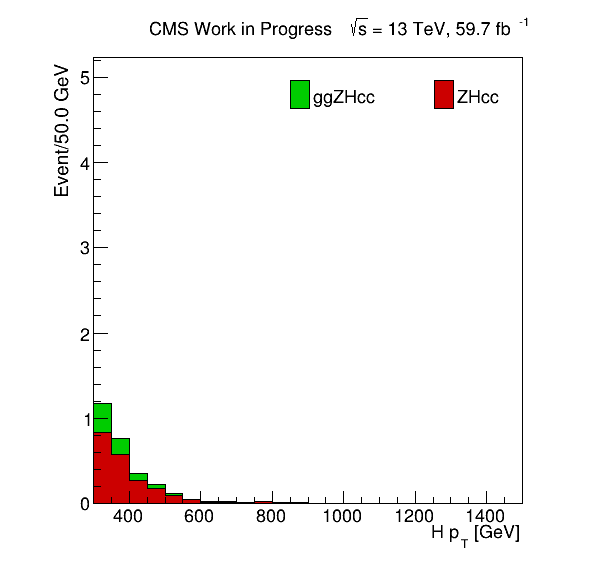 CMS Work in Progress √s = 13 TeV, 59.7 fb -1
Event/50.0 GeV
ggZHcc ZHcc
5
4
3
2
1
0
400 600 800 1000 1200 1400
H pT [GeV]